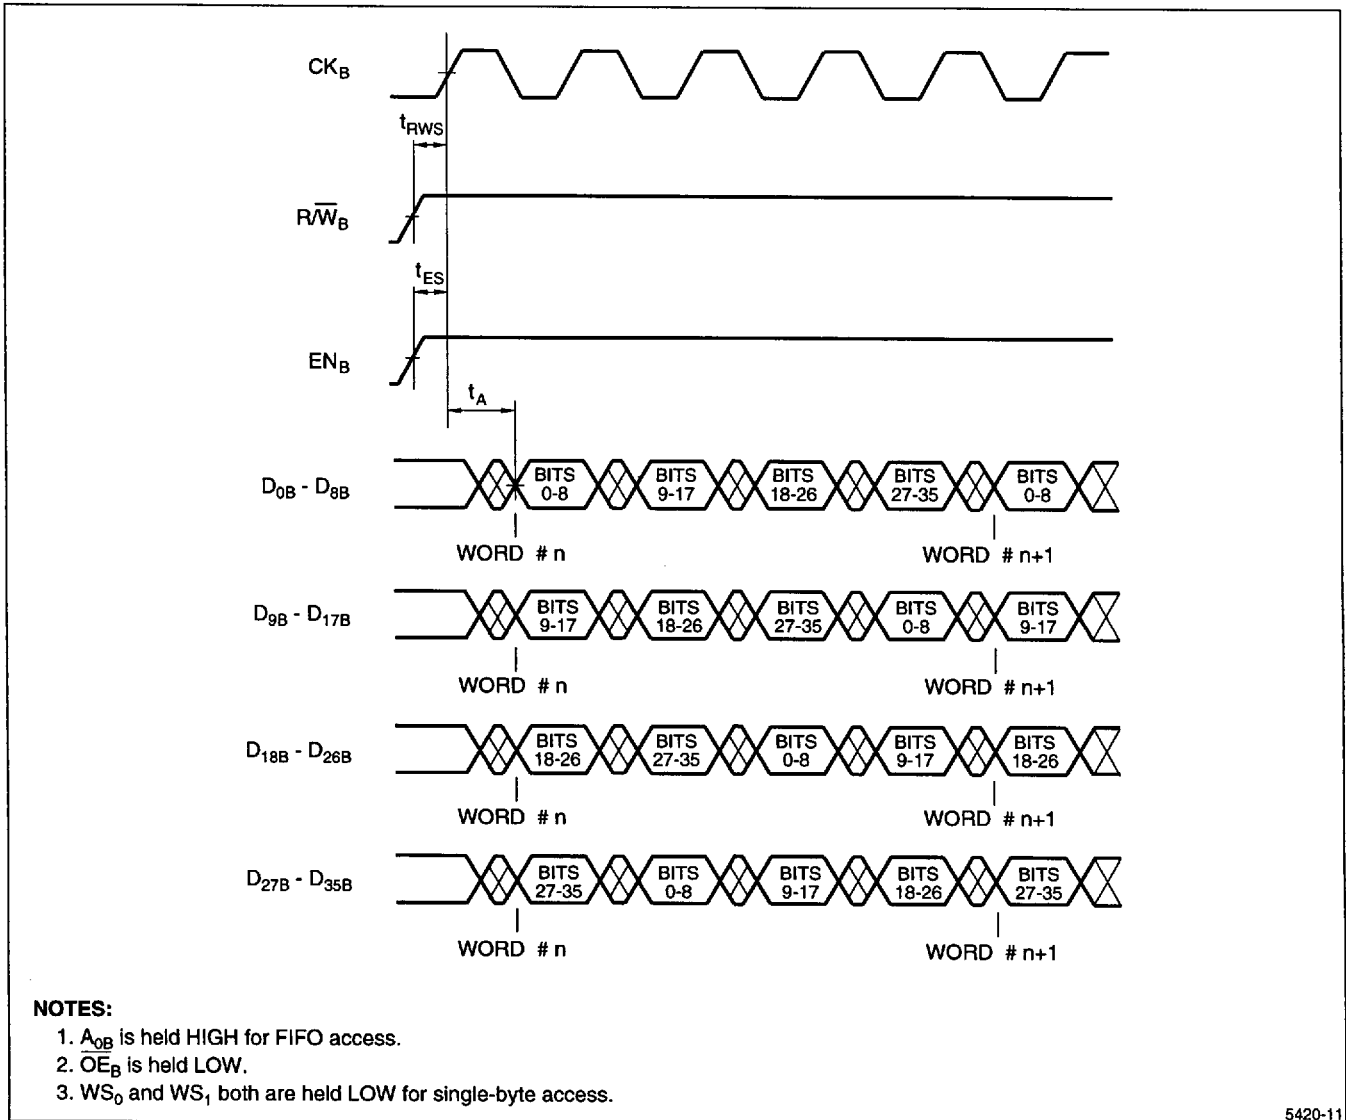 CKB
tRWS
R/W̅B
tES
ENB
tA
D0B - D8B
BITS 0-8
BITS 9-17
BITS 18-26
BITS 27-35
BITS 0-8
WORD # n
WORD # n+1
D9B - D17B
BITS 9-17
BITS 18-26
BITS 27-35
BITS 0-8
BITS 9-17
WORD # n
WORD # n+1
D18B - D26B
BITS 18-26
BITS 27-35
BITS 0-8
BITS 9-17
BITS 18-26
WORD # n
WORD # n+1
D27B - D35B
BITS 27-35
BITS 0-8
BITS 9-17
BITS 18-26
BITS 27-35
WORD # n
WORD # n+1
NOTES:
1. A0B is held HIGH for FIFO access.
2. O̅E̅B is held LOW.
3. WS0 and WS1 both are held LOW for single-byte access.
5420-11